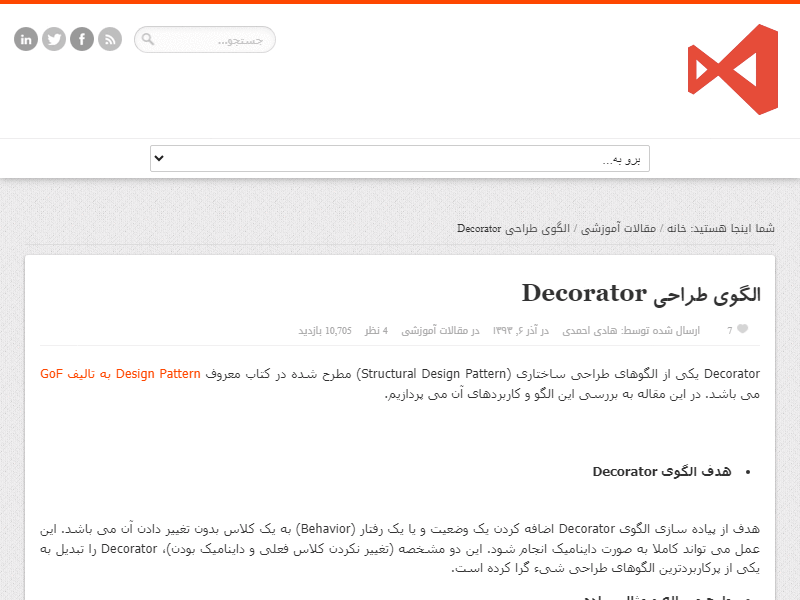 جستجو...
برو به...
شما اینجا هستید: خانه / مقالات آموزشی / الگوی طراحی Decorator
الگوی طراحی Decorator
7 ارسال شده توسط: هادی احمدی در آذر ۶, ۱۳۹۳ در مقالات آموزشی 4 نظر 10,705 بازدید
Decorator یکی از الگوهای طراحی ساختاری (Structural Design Pattern) مطرح شده در کتاب معروف Design Pattern به تالیف GoF
می باشد. در این مقاله به بررسی این الگو و کاربردهای آن می پردازیم.
• هدف الگوی Decorator
هدف از پیاده سازی الگوی Decorator اضافه کردن یک وضعیت و یا یک رفتار (Behavior) به یک کلاس بدون تغییر دادن آن می باشد. این
عمل می تواند کاملا به صورت داینامیک انجام شود. این دو مشخصه (تغییر نکردن کلاس فعلی و داینامیک بودن)، Decorator را تبدیل به
یکی از پرکاربردترین الگوهای طراحی شیء گرا کرده است.